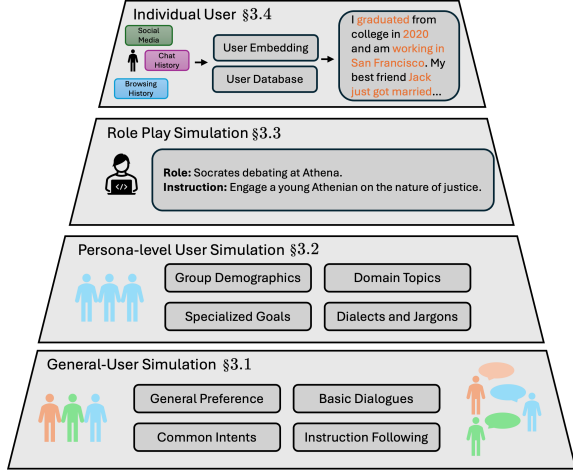 Individual User §3.4
Social
Media
Chat
History
Browsing
History
User Embedding
User Database
I graduated from
college in 2020
and am working in
San Francisco. My
best friend Jack
just got married...
Role Play Simulation §3.3
</>
Role: Socrates debating at Athena.
Instruction: Engage a young Athenian on the nature of justice.
Persona-level User Simulation §3.2
Group Demographics
Domain Topics
Specialized Goals
Dialects and Jargons
General-User Simulation §3.1
General Preference
Basic Dialogues
Common Intents
Instruction Following